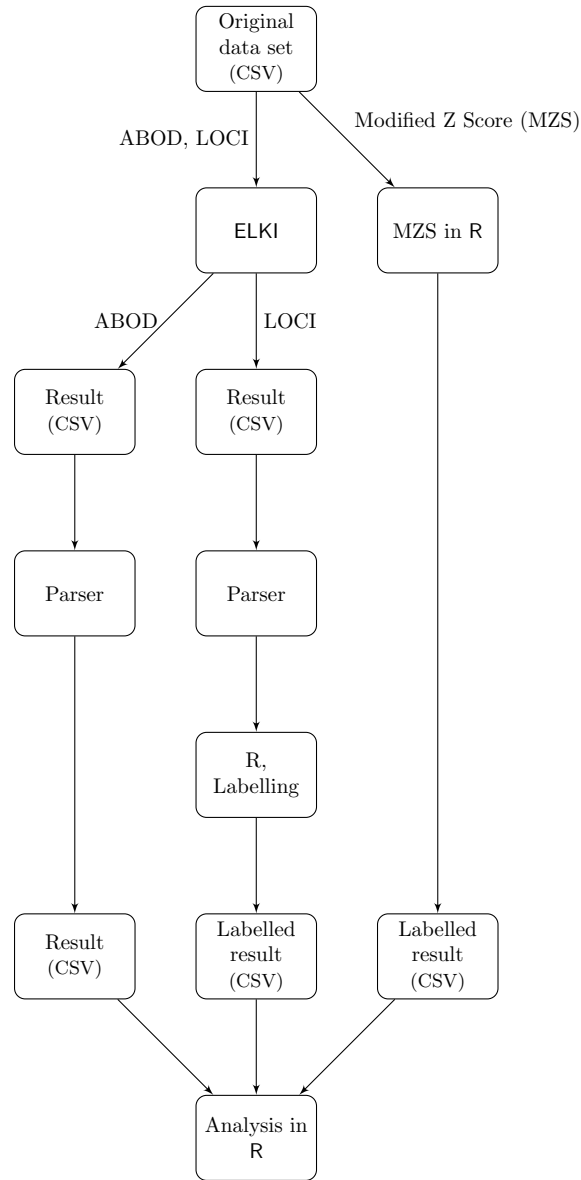 Original
data set
(CSV)
ABOD, LOCI
Modified Z Score (MZS)
ELKI
MZS in R
ABOD
LOCI
Result
(CSV)
Result
(CSV)
Parser
Parser
R,
Labelling
Result
(CSV)
Labelled
result
(CSV)
Labelled
result
(CSV)
Analysis in
R